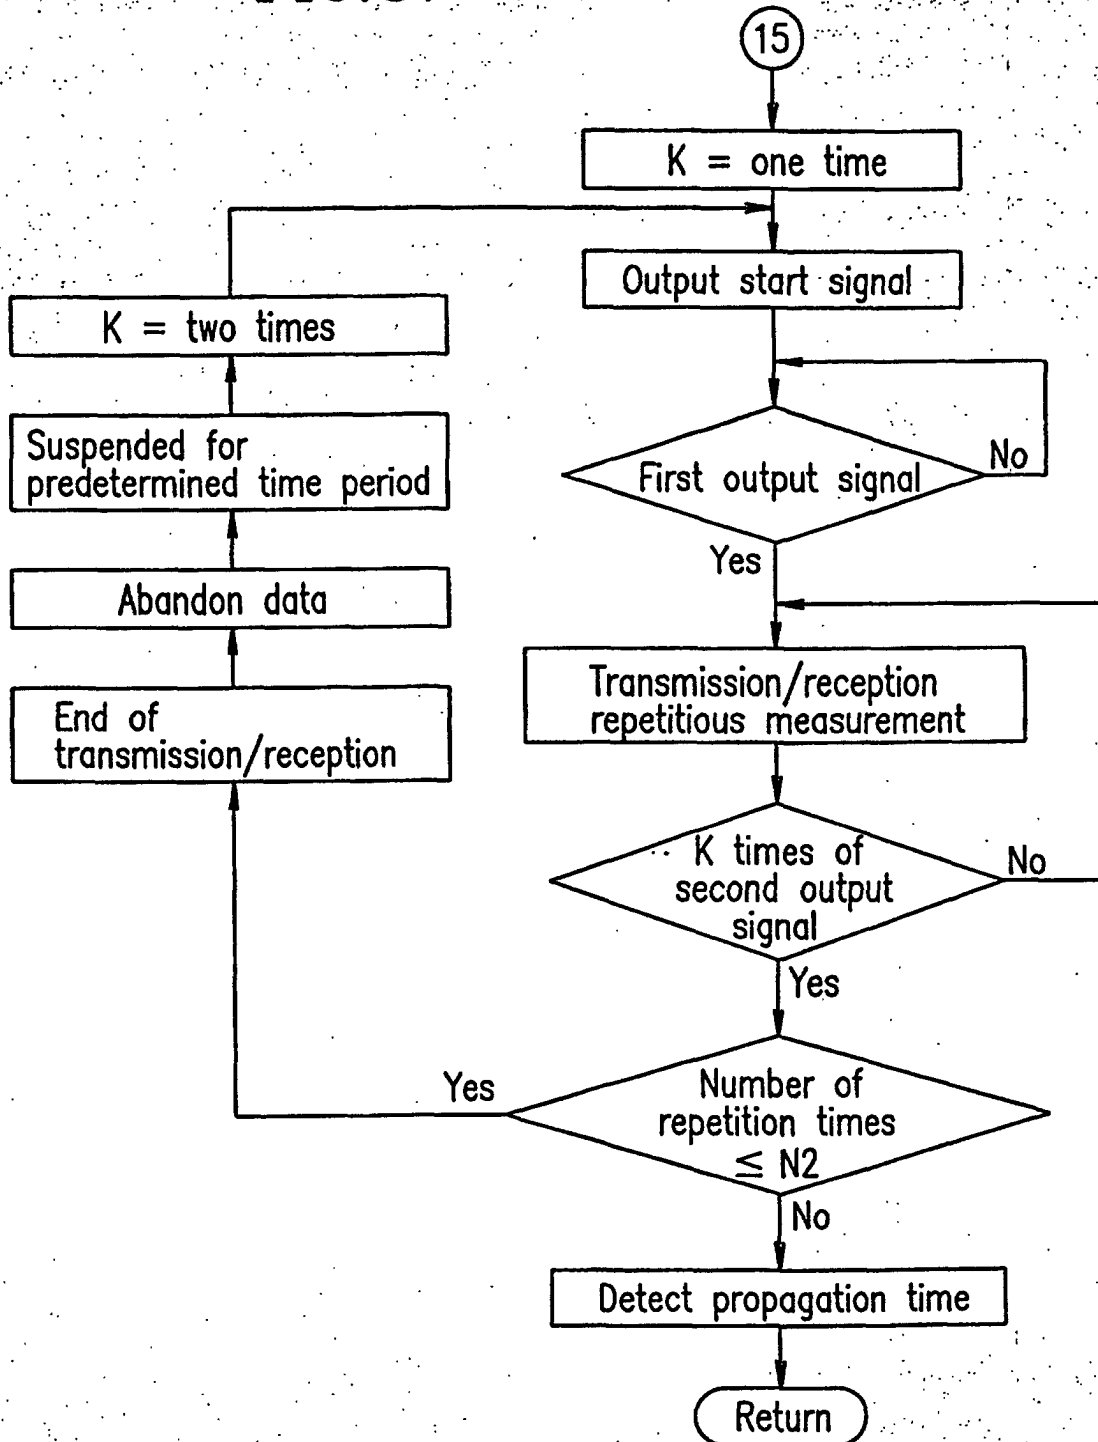 15
K = one time
Output start signal
First output signal
No
Yes
Transmission/reception
repetitious measurement
K times of
second output
signal
No
Yes
Number of
repetition times
≦ N2
Yes
No
Detect propagation time
Return
End of
transmission/reception
Abandon data
Suspended for
predetermined time period
K = two times